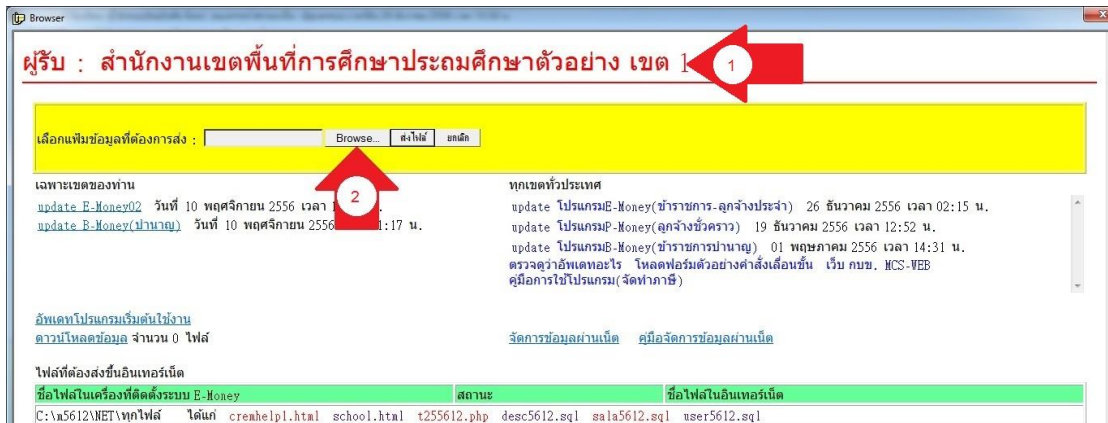 Browser
ผู้รับ : สำนักงานเขตพื้นที่การศึกษาประถมศึกษาตัวอย่าง เขต 1
1
เลือกแฟ้มข้อมูลที่ต้องการส่ง :
Browse... ส่งไฟล์ ยกเลิก
2
เฉพาะเขตของท่าน
update E-Money02 วันที่ 10 พฤศจิกายน 2556 เวลา
update B-Money(บำนาญ) วันที่ 10 พฤศจิกายน 2556 1:17 น.
ทุกเขตทั่วประเทศ
update โปรแกรมE-Money(ข้าราชการ-ลูกจ้างประจำ) 26 ธันวาคม 2556 เวลา 02:15 น.
update โปรแกรมP-Money(ลูกจ้างชั่วคราว) 19 ธันวาคม 2556 เวลา 12:52 น.
update โปรแกรมB-Money(ข้าราชการบำนาญ) 01 พฤษภาคม 2556 เวลา 14:31 น.
ตรวจดูว่าอัพเดทอะไร โหลดฟอร์มตัวอย่างคำสั่งเลื่อนขั้น เว็บ กบข. MCS-WEB
คู่มือการใช้โปรแกรม(จัดทำภาษี)
อัพเดทโปรแกรมเริ่มต้นใช้งาน
ดาวน์โหลดข้อมูล จำนวน 0 ไฟล์
จัดการข้อมูลผ่านเน็ต คู่มือจัดการข้อมูลผ่านเน็ต
ไฟล์ที่ต้องส่งขึ้นอินเทอร์เน็ต
ชื่อไฟล์ในเครื่องที่ติดตั้งระบบ E-Money สถานะ ชื่อไฟล์ในอินเทอร์เน็ต
C:\m5612\NET\ทุกไฟล์ ได้แก่ cremhelp1.html school.html t255612.php desc5612.sql sala5612.sql user5612.sql